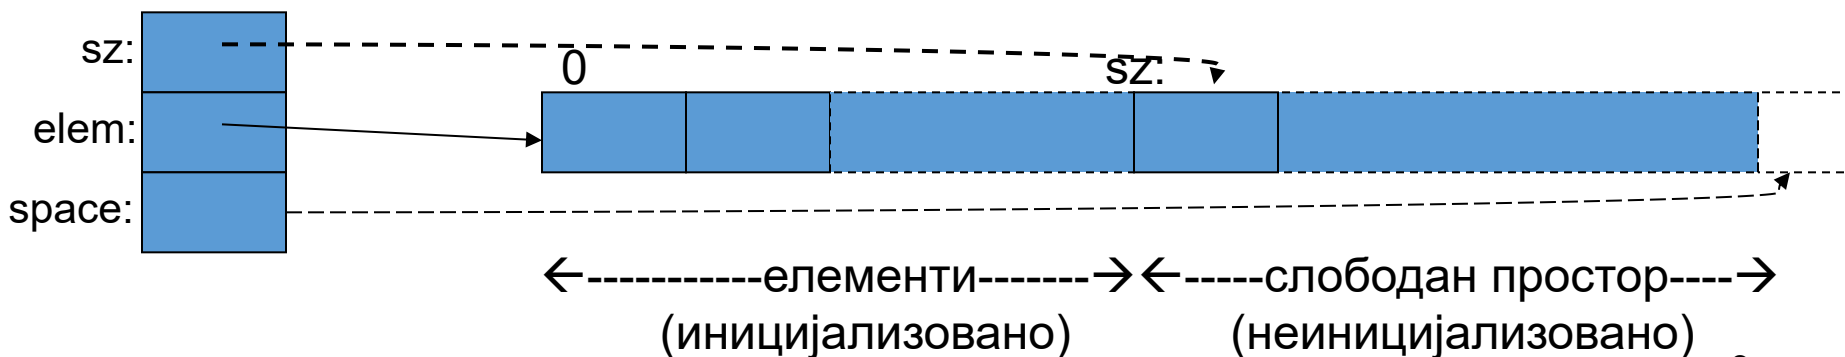 sz:
0
sz:
elem:
space:
←-----------елементи-------→←-----слободан простор----→
(иницијализовано)
(неиницијализовано)